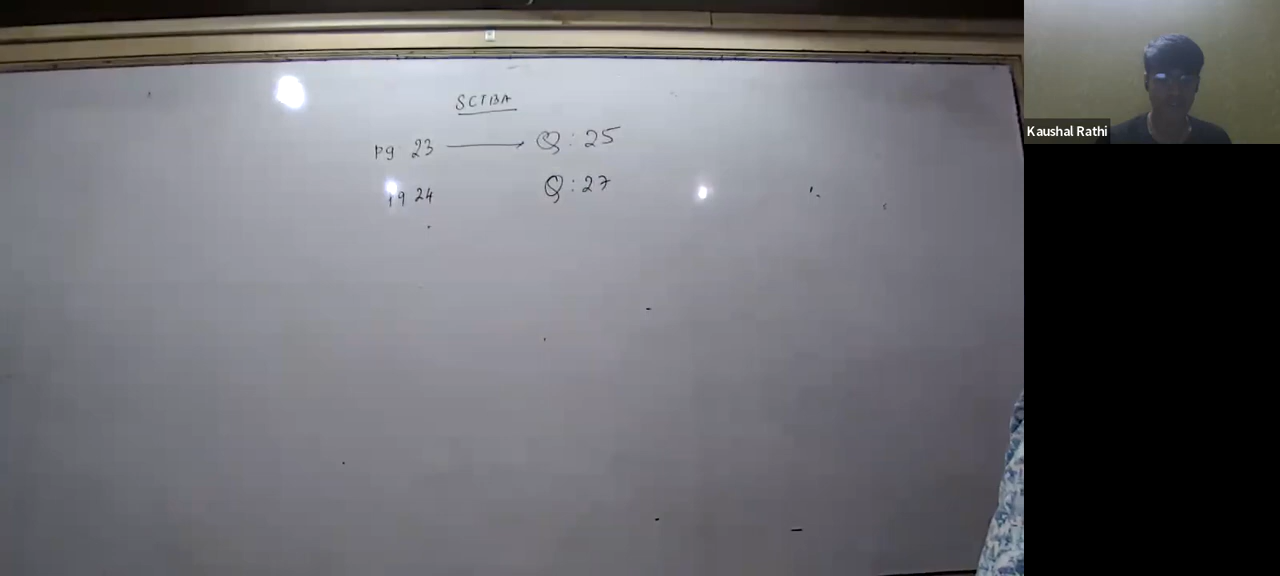 SCTBA
pg 23 → Q : 25
pg 24 Q : 27
Kaushal Rathi